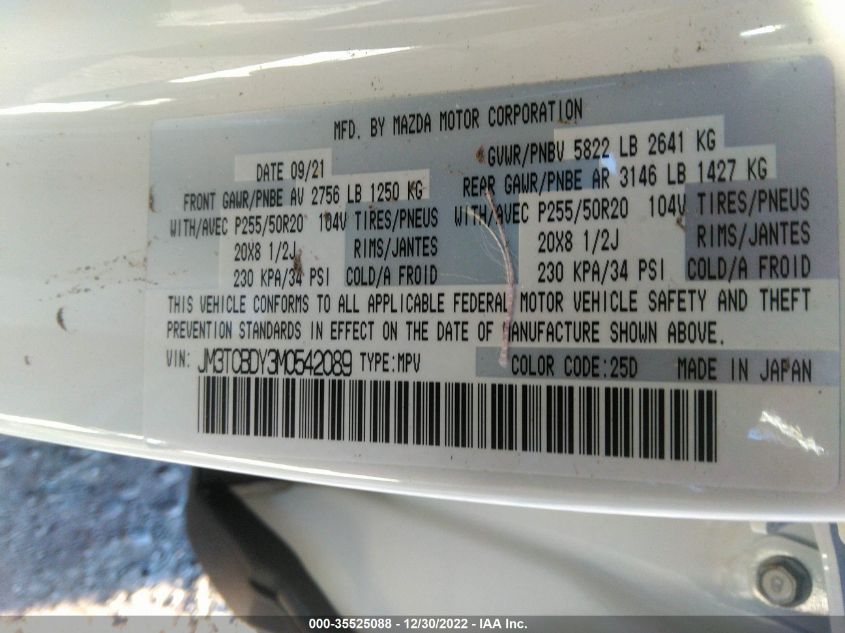 MFD. BY MAZDA MOTOR CORPORATION
DATE 09/21 GVWR/PNBV 5822 LB 2641 KG
FRONT GAWR/PNBE AV 2756 LB 1250 KG REAR GAWR/PNBE AR 3146 LB 1427 KG
WITH/AVEC P255/50R20 104V TIRES/PNEUS WITH/AVEC P255/50R20 104V TIRES/PNEUS
20X8 1/2J RIMS/JANTES 20X8 1/2J RIMS/JANTES
230 KPA/34 PSI COLD/A FROID 230 KPA/34 PSI COLD/A FROID
THIS VEHICLE CONFORMS TO ALL APPLICABLE FEDERAL MOTOR VEHICLE SAFETY AND THEFT
PREVENTION STANDARDS IN EFFECT ON THE DATE OF MANUFACTURE SHOWN ABOVE.
VIN: JM3TCBDY3M0542089 TYPE:MPV COLOR CODE:25D MADE IN JAPAN
000-35525088 - 12/30/2022 - IAA Inc.